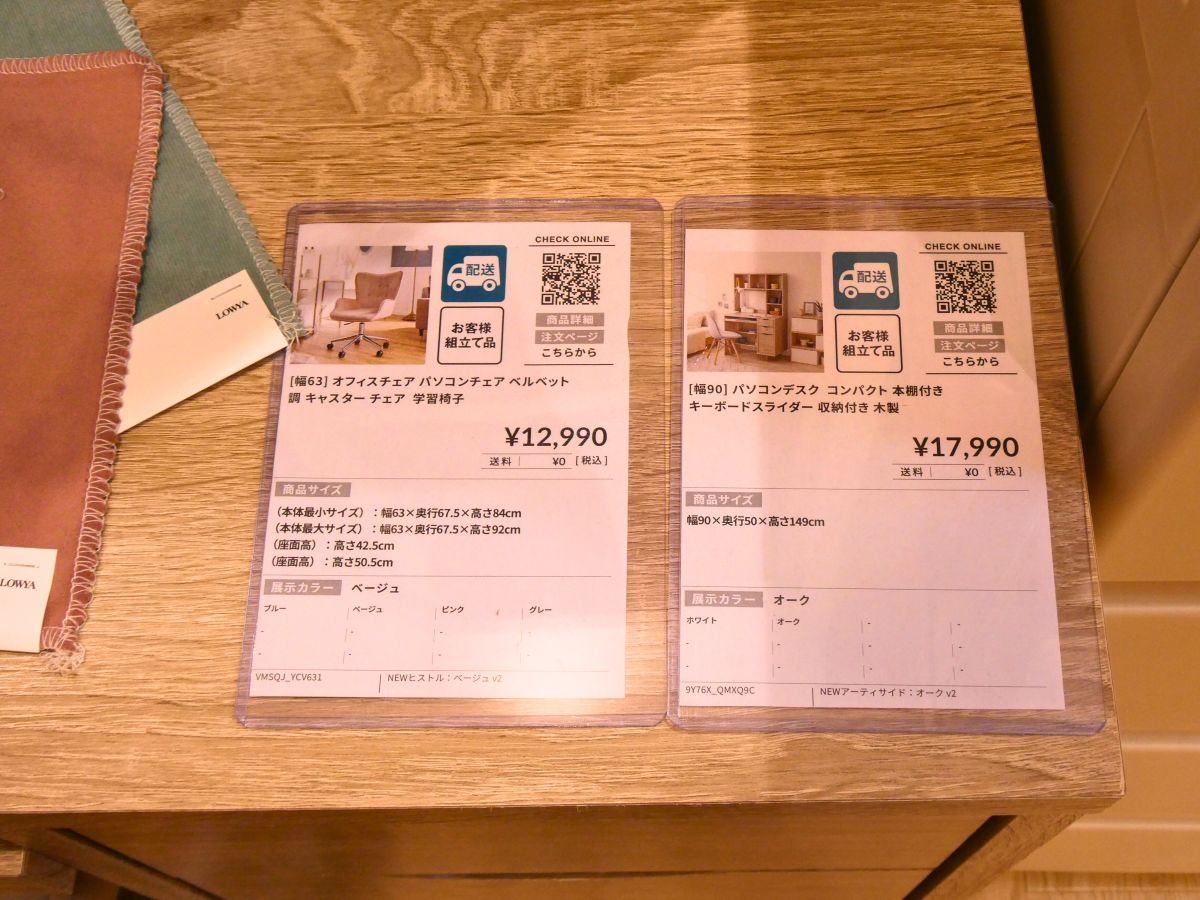 LOWYA
LOWYA
CHECK ONLINE
配送
お客様
組立て品
商品詳細
注文ページ
こちらから
[幅63] オフィスチェア パソコンチェア ベルベット
調 キャスター チェア 学習椅子
¥12,990
送料 ¥0 [税込]
商品サイズ
(本体最小サイズ)：幅63×奥行67.5×高さ84cm
(本体最大サイズ)：幅63×奥行67.5×高さ92cm
(座面高)：高さ42.5cm
(座面高)：高さ50.5cm
展示カラー ベージュ
ブルー ベージュ ピンク グレー
- - - -
- - - -
VMSQJ_YCV631 NEWヒストル：ベージュ v2
CHECK ONLINE
配送
お客様
組立て品
商品詳細
注文ページ
こちらから
[幅90] パソコンデスク コンパクト 本棚付き
キーボードスライダー 収納付き 木製
¥17,990
送料 ¥0 [税込]
商品サイズ
幅90×奥行50×高さ149cm
展示カラー オーク
ホワイト オーク - -
- - - -
- - - -
9Y76X_QMXQ9C NEWアーティサイド：オーク v2